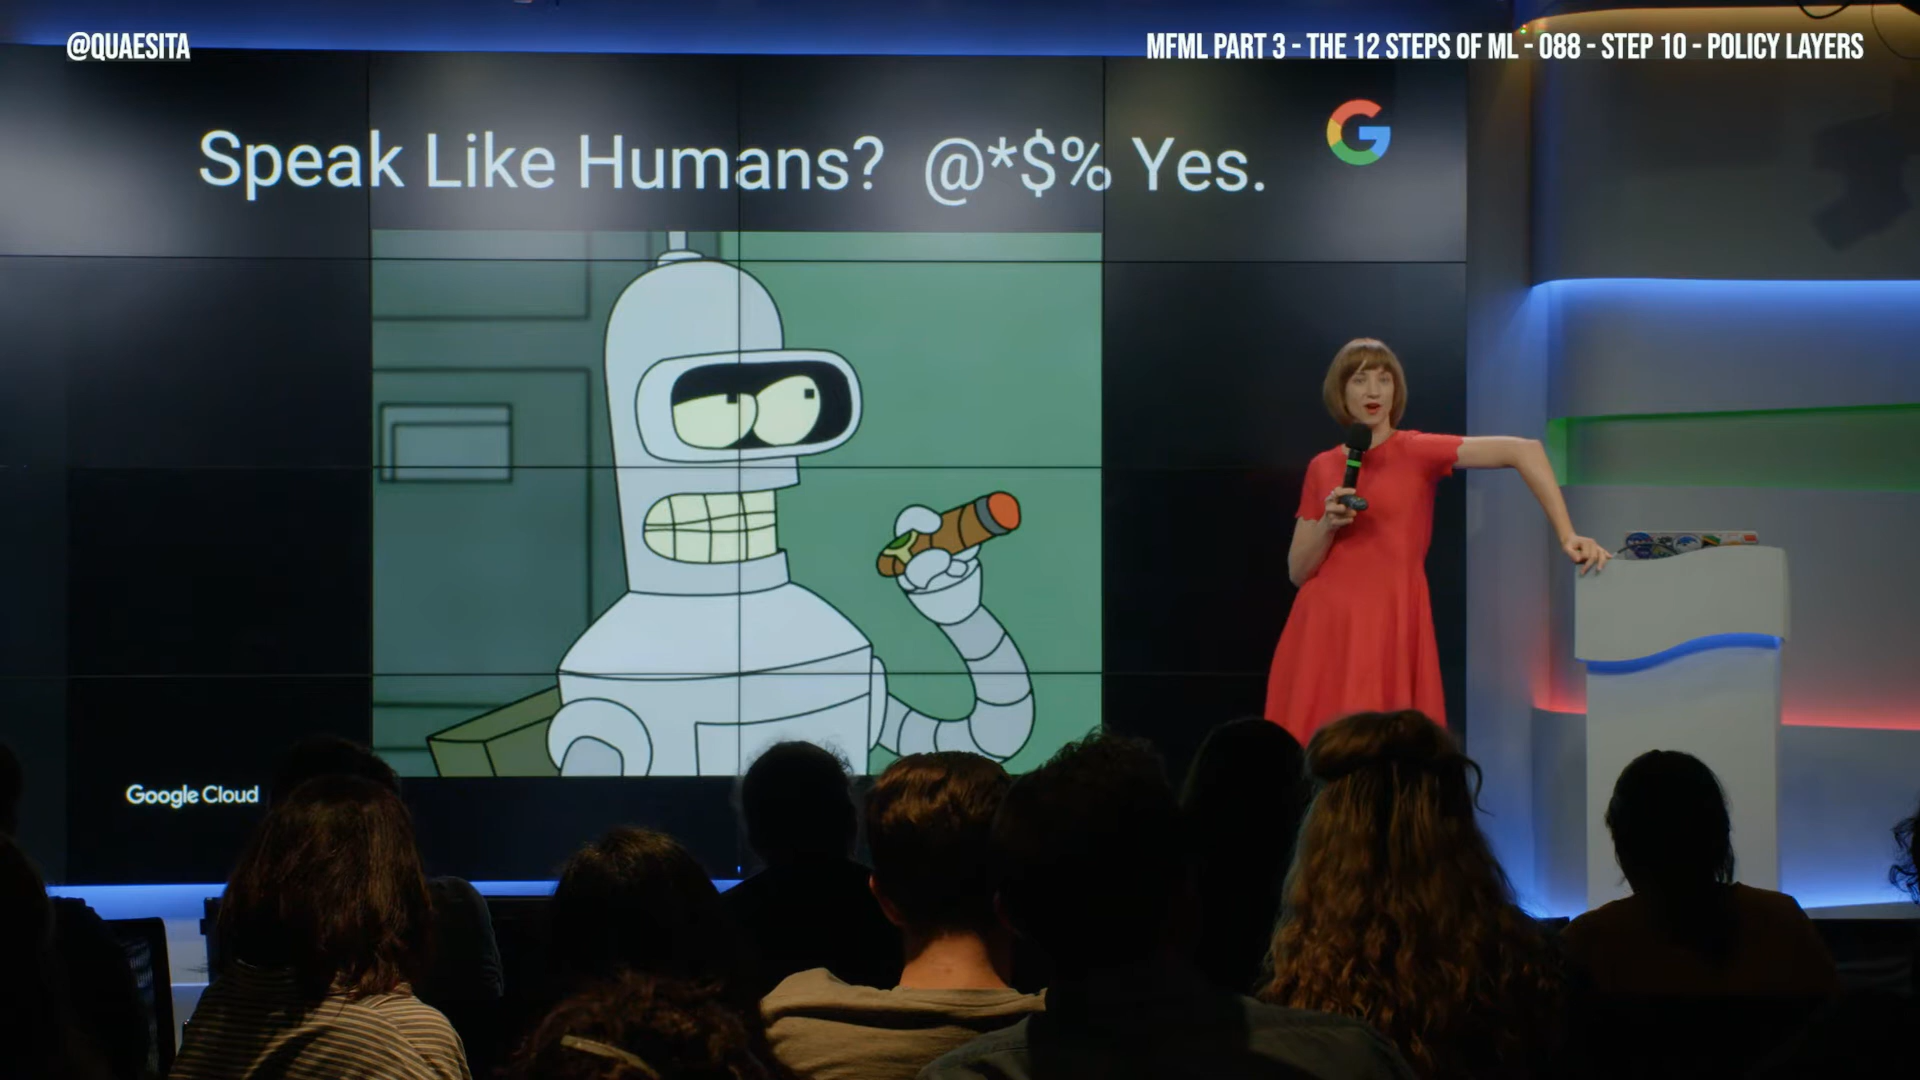 @QUAESITA
MFML PART 3 - THE 12 STEPS OF ML - 088 - STEP 10 - POLICY LAYERS
Speak Like Humans? @*$% Yes.
G
Google Cloud